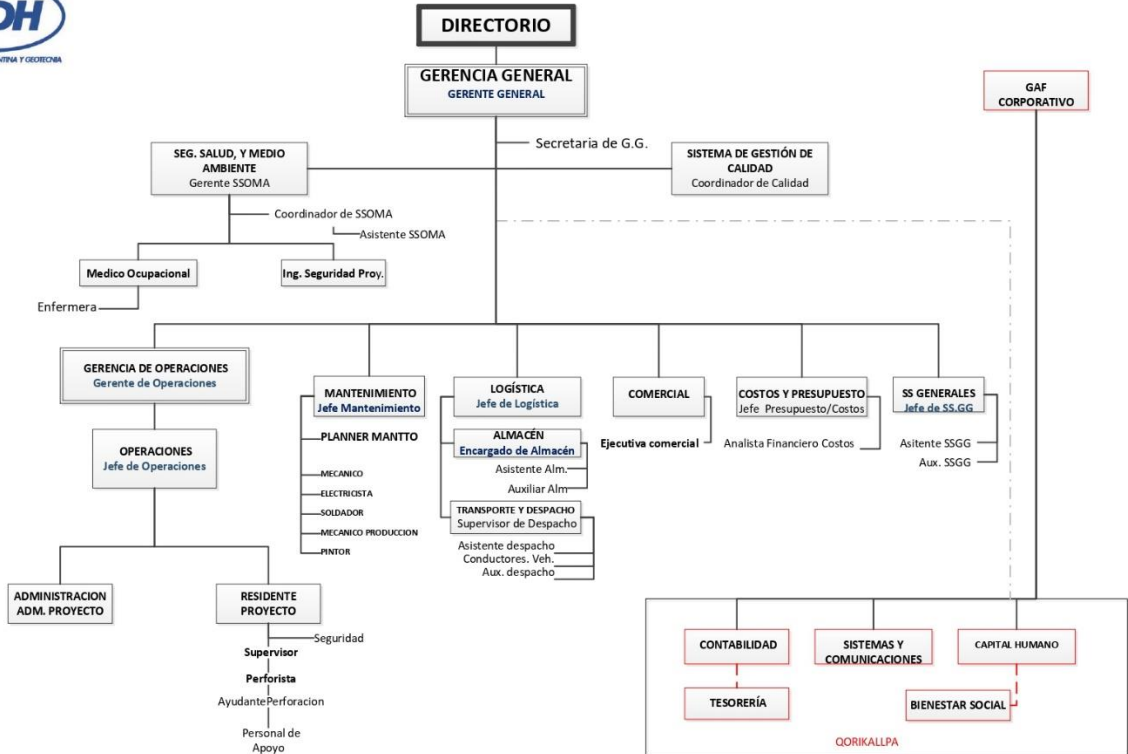 DH
DIRECTORIO
GERENCIA GENERAL
GERENTE GENERAL
GAF
CORPORATIVO
Secretaria de G.G.
SEG. SALUD, Y MEDIO
AMBIENTE
Gerente SSOMA
SISTEMA DE GESTIÓN DE
CALIDAD
Coordinador de Calidad
Coordinador de SSOMA
Asistente SSOMA
Medico Ocupacional
Ing. Seguridad Proy.
Enfermera
GERENCIA DE OPERACIONES
Gerente de Operaciones
MANTENIMIENTO
Jefe Mantenimiento
LOGÍSTICA
Jefe de Logística
COMERCIAL
COSTOS Y PRESUPUESTO
Jefe Presupuesto/Costos
SS GENERALES
Jefe de SS.GG
OPERACIONES
Jefe de Operaciones
PLANNER MANTTO
MECANICO
ELECTRICISTA
SOLDADOR
MECANICO PRODUCCION
PINTOR
ALMACÉN
Encargado de Almacén
Asistente Alm.
Auxiliar Alm
TRANSPORTE Y DESPACHO
Supervisor de Despacho
Asistente despacho
Conductores. Veh.
Aux. despacho
Ejecutiva comercial
Analista Financiero Costos
Asitente SSGG
Aux. SSGG
ADMINISTRACION
ADM. PROYECTO
RESIDENTE
PROYECTO
Seguridad
Supervisor
Perforista
AyudantePerforacion
Personal de
Apoyo
CONTABILIDAD
SISTEMAS Y
COMUNICACIONES
CAPITAL HUMANO
TESORERÍA
BIENESTAR SOCIAL
QORIKALLPA